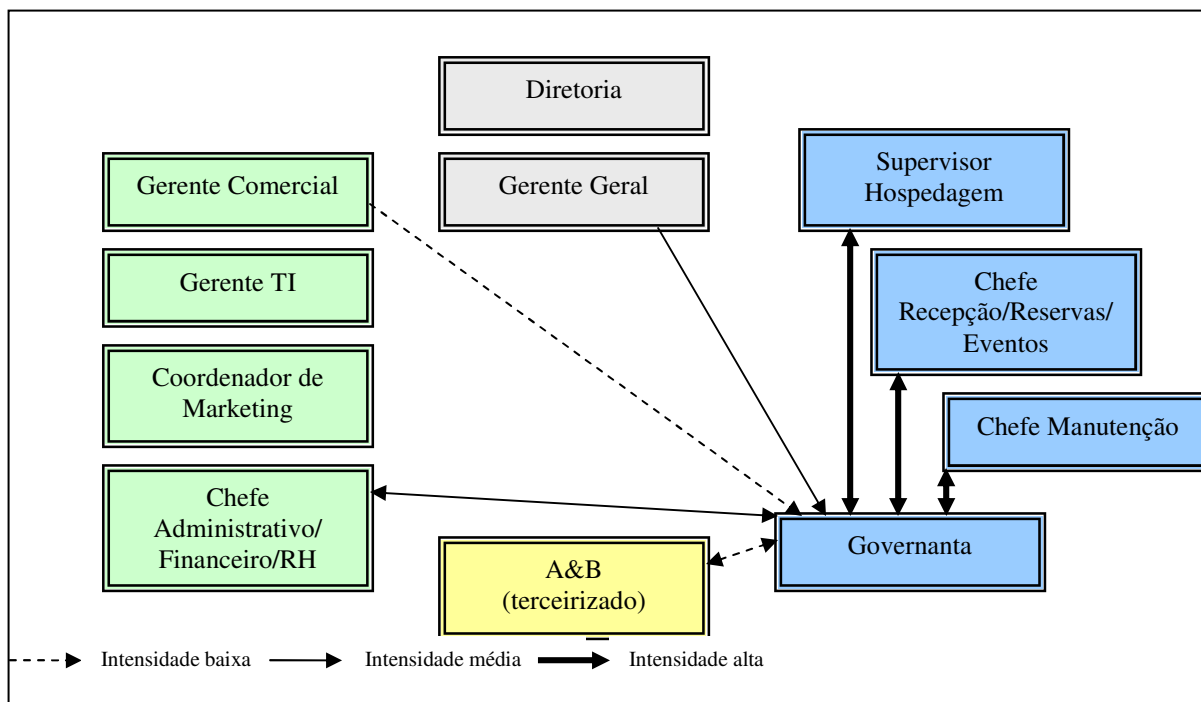 Diretoria
Gerente Comercial
Gerente Geral
Supervisor
Hospedagem
Gerente TI
Chefe
Recepção/Reservas/
Eventos
Coordenador de
Marketing
Chefe Manutenção
Chefe
Administrativo/
Financeiro/RH
A&B
(terceirizado)
Governanta
Intensidade baixa
Intensidade média
Intensidade alta